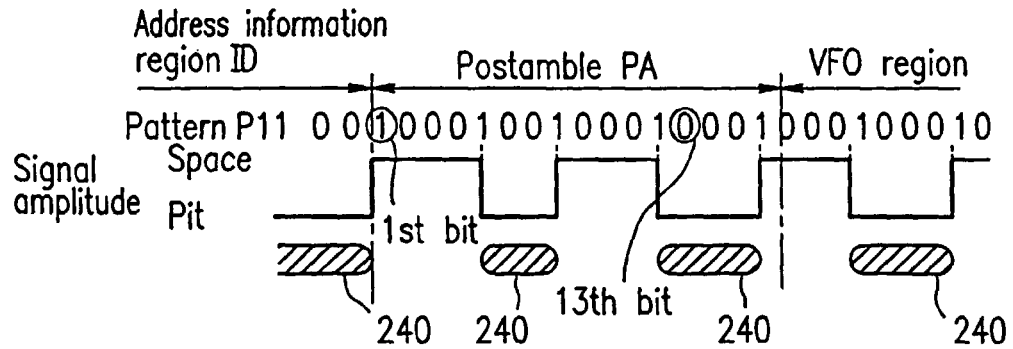 Address information
region ID
Postamble PA
VFO region
Pattern P11 0 0 1 0 0 0 1 0 0 1 0 0 0 1 0 0 0 1 0 0 0 1 0 0 0 1 0
Space
Signal
amplitude
Pit
1st bit
13th bit
240
240
240
240